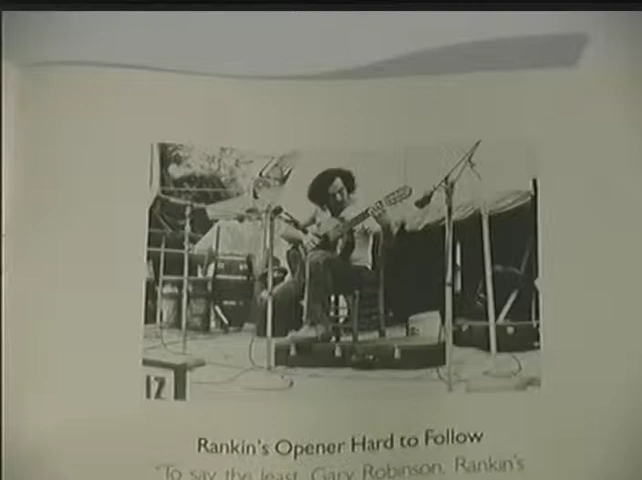 12
Rankin's Opener Hard to Follow
"To say the least, Gary Robinson, Rankin's